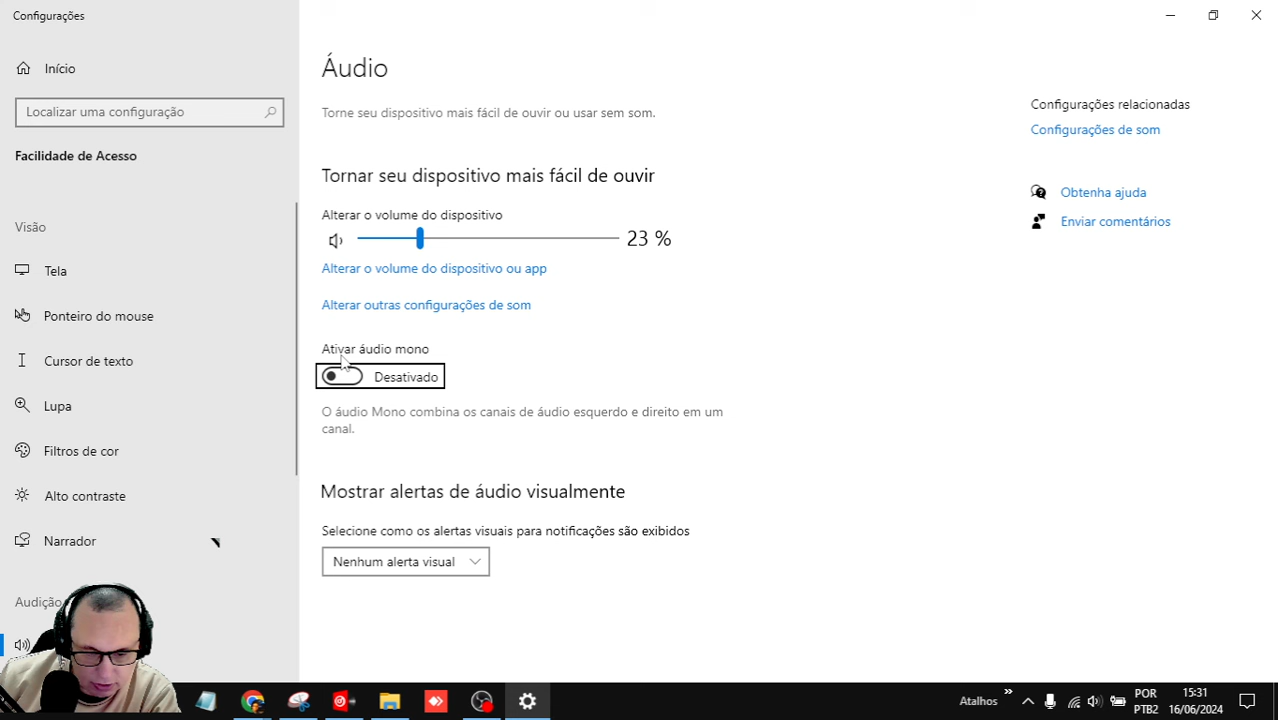 Configurações
Início
Localizar uma configuração
Facilidade de Acesso
Visão
Tela
Ponteiro do mouse
Cursor de texto
Lupa
Filtros de cor
Alto contraste
Narrador
Audição
Áudio
Torne seu dispositivo mais fácil de ouvir ou usar sem som.
Tornar seu dispositivo mais fácil de ouvir
Alterar o volume do dispositivo
23 %
Alterar o volume do dispositivo ou app
Alterar outras configurações de som
Ativar áudio mono
Desativado
O áudio Mono combina os canais de áudio esquerdo e direito em um
canal.
Mostrar alertas de áudio visualmente
Selecione como os alertas visuais para notificações são exibidos
Nenhum alerta visual
Configurações relacionadas
Configurações de som
Obtenha ajuda
Enviar comentários
Atalhos
POR
PTB2
15:31
16/06/2024